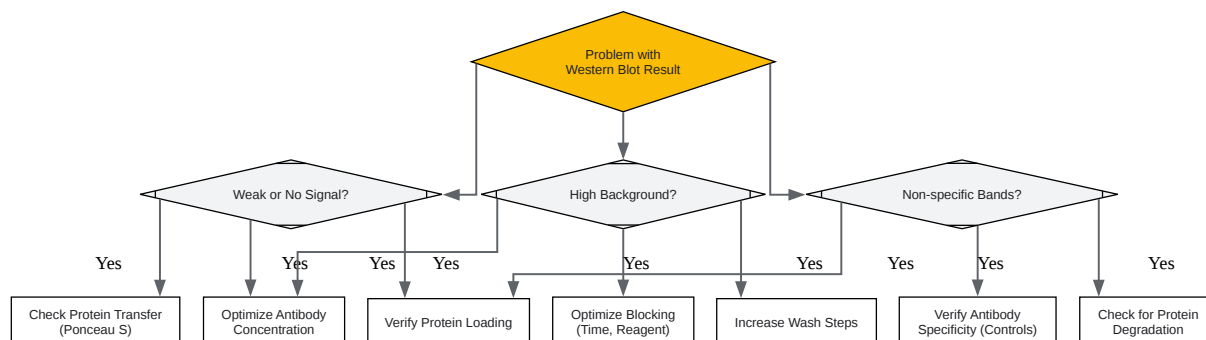 Problem with
Western Blot Result
Weak or No Signal?
High Background?
Non-specific Bands?
Yes
Yes
Yes
Yes
Yes
Yes
Yes
Yes
Yes
Check Protein Transfer
(Ponceau S)
Optimize Antibody
Concentration
Verify Protein Loading
Optimize Blocking
(Time, Reagent)
Increase Wash Steps
Verify Antibody
Specificity (Controls)
Check for Protein
Degradation